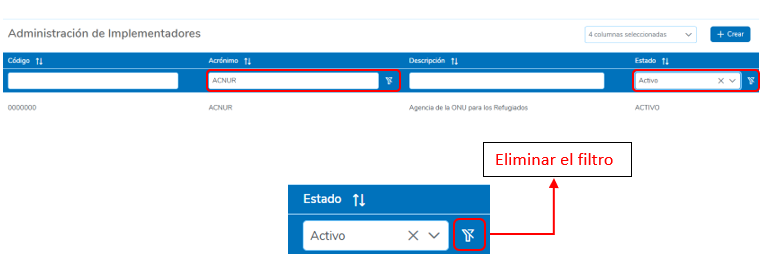 Administración de Implementadores
4 columnas seleccionadas
+ Crear
Código Acrónimo Descripción Estado
ACNUR Activo
0000000 ACNUR Agencia de la ONU para los Refugiados ACTIVO
Eliminar el filtro
Estado
Activo